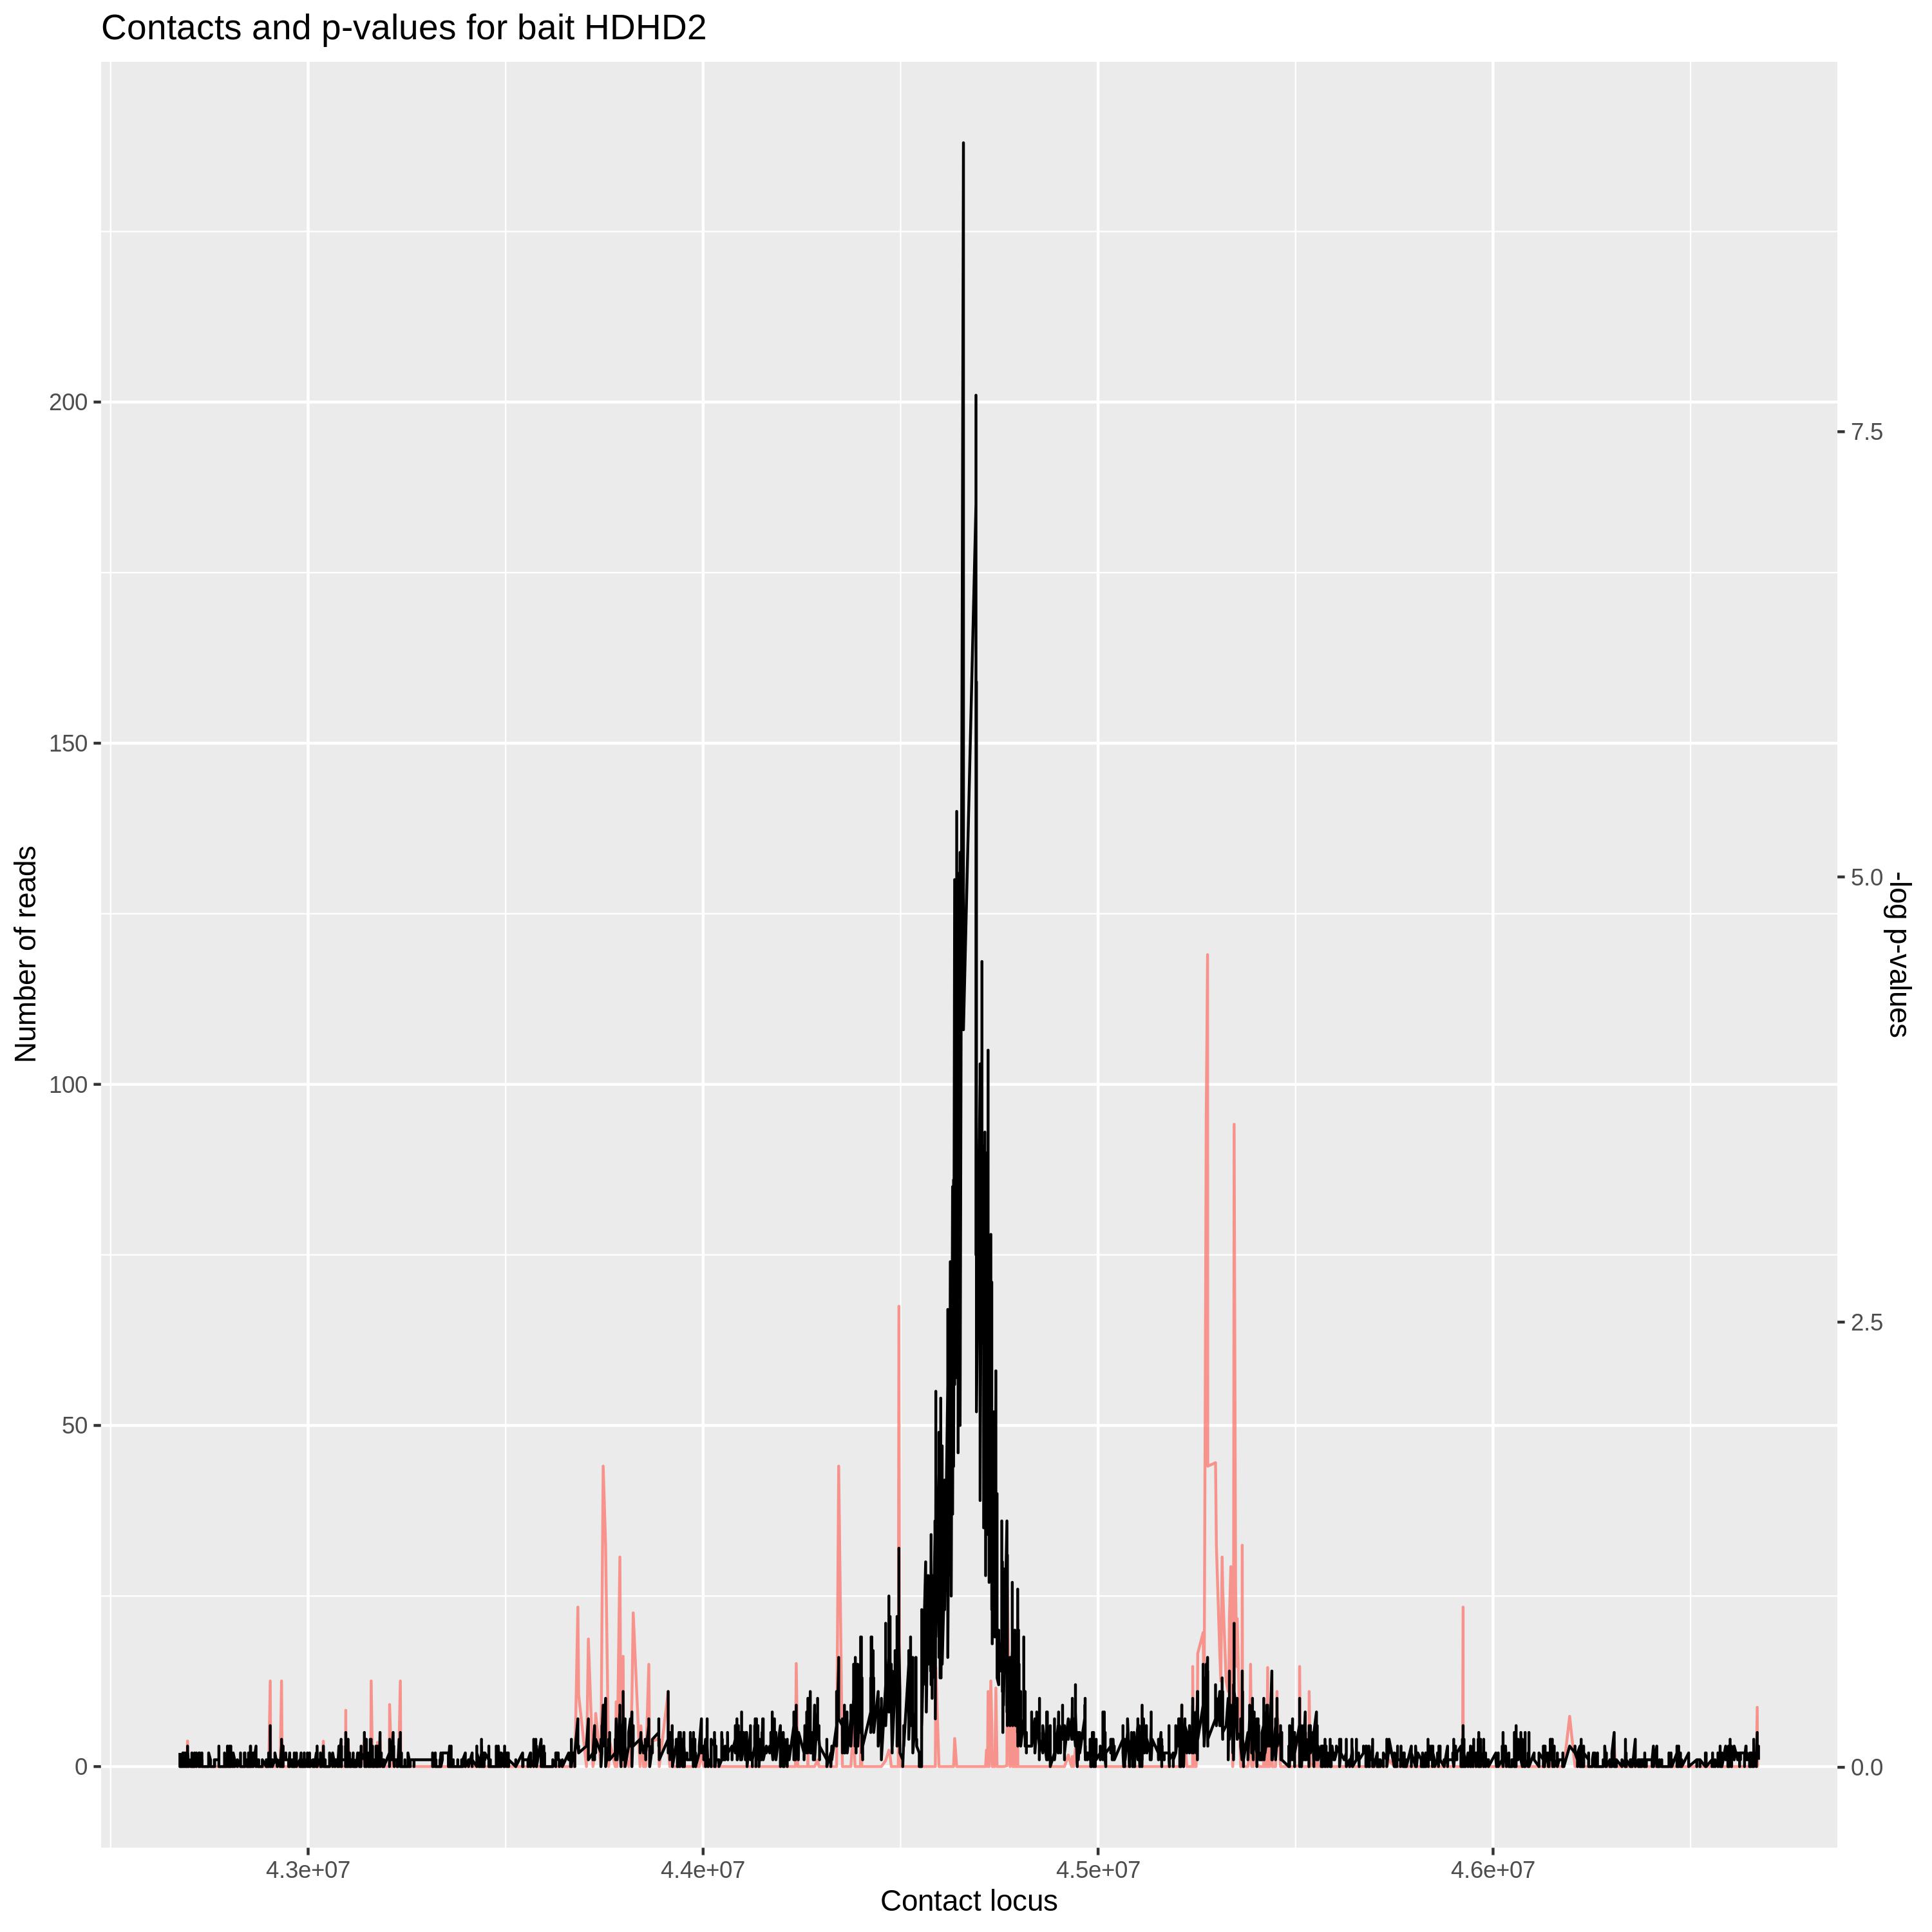 Contacts and p-values for bait HDHD2
Number of reads
200
150
100
50
0
7.5
5.0
2.5
0.0
-log p-values
4.3e+07
4.4e+07
4.5e+07
4.6e+07
Contact locus